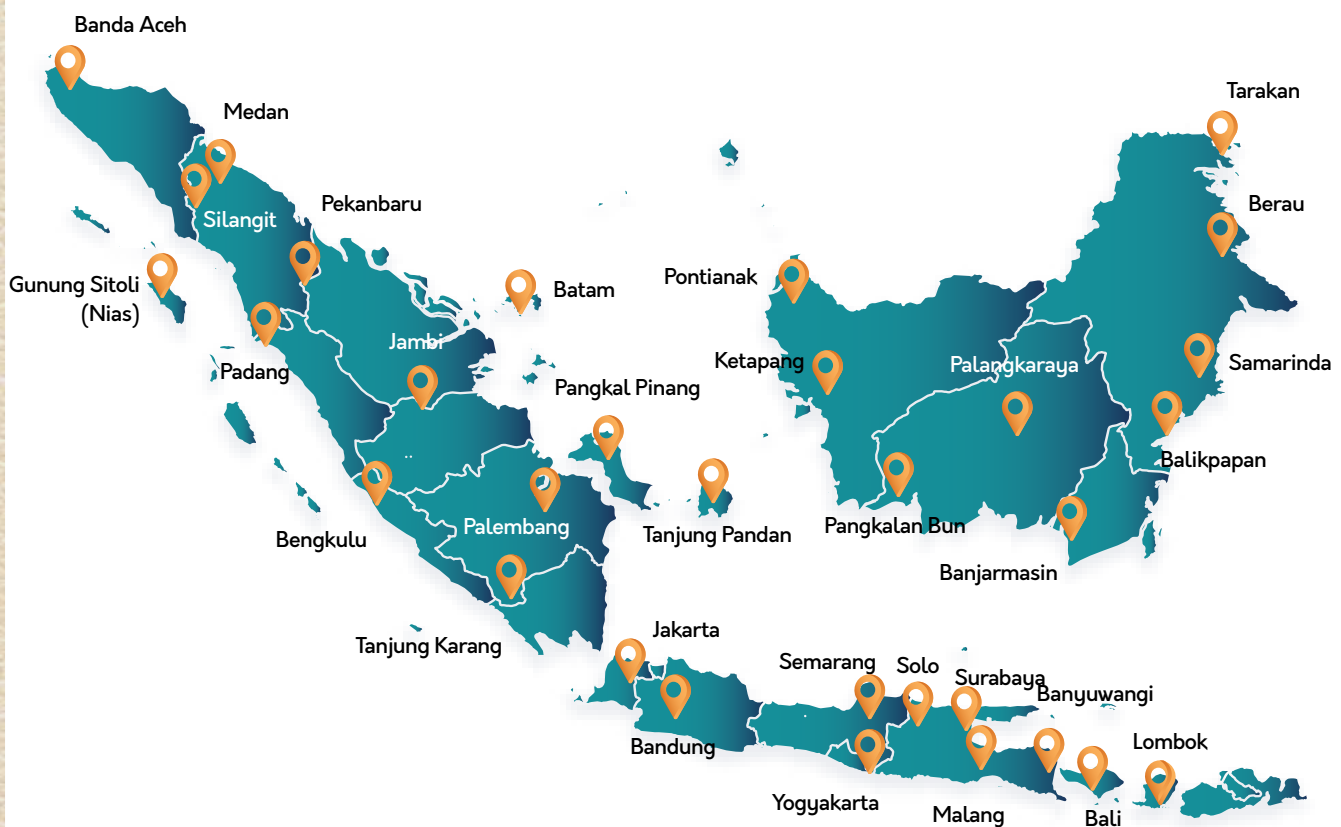 Banda Aceh
Medan
Tarakan
Silangit
Pekanbaru
Berau
Gunung Sitoli
(Nias)
Batam
Pontianak
Jambi
Padang
Ketapang
Palangkaraya
Samarinda
Pangkal Pinang
Balikpapan
Bengkulu
Palembang
Tanjung Pandan
Pangkalan Bun
Banjarmasin
Tanjung Karang
Jakarta
Semarang
Solo
Surabaya
Banyuwangi
Bandung
Lombok
Yogyakarta
Malang
Bali